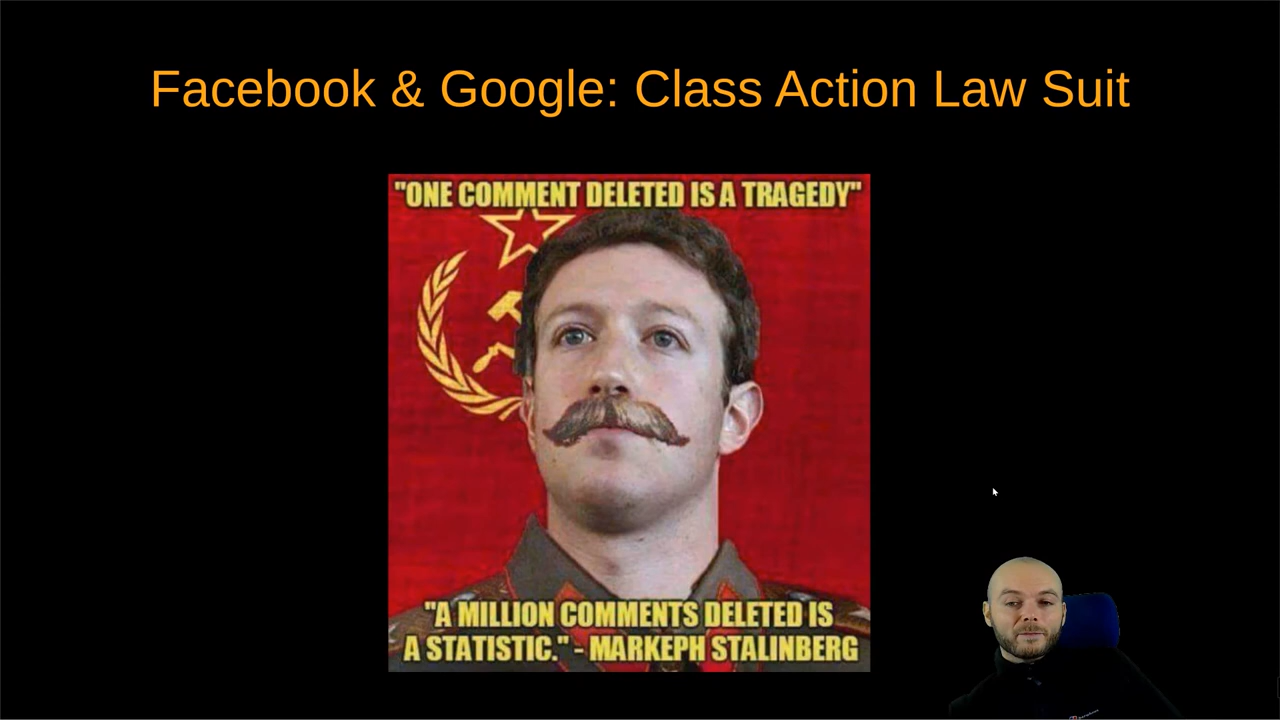 Facebook & Google: Class Action Law Suit
"ONE COMMENT DELETED IS A TRAGEDY"
"A MILLION COMMENTS DELETED IS
A STATISTIC." - MARKEPH STALINBERG